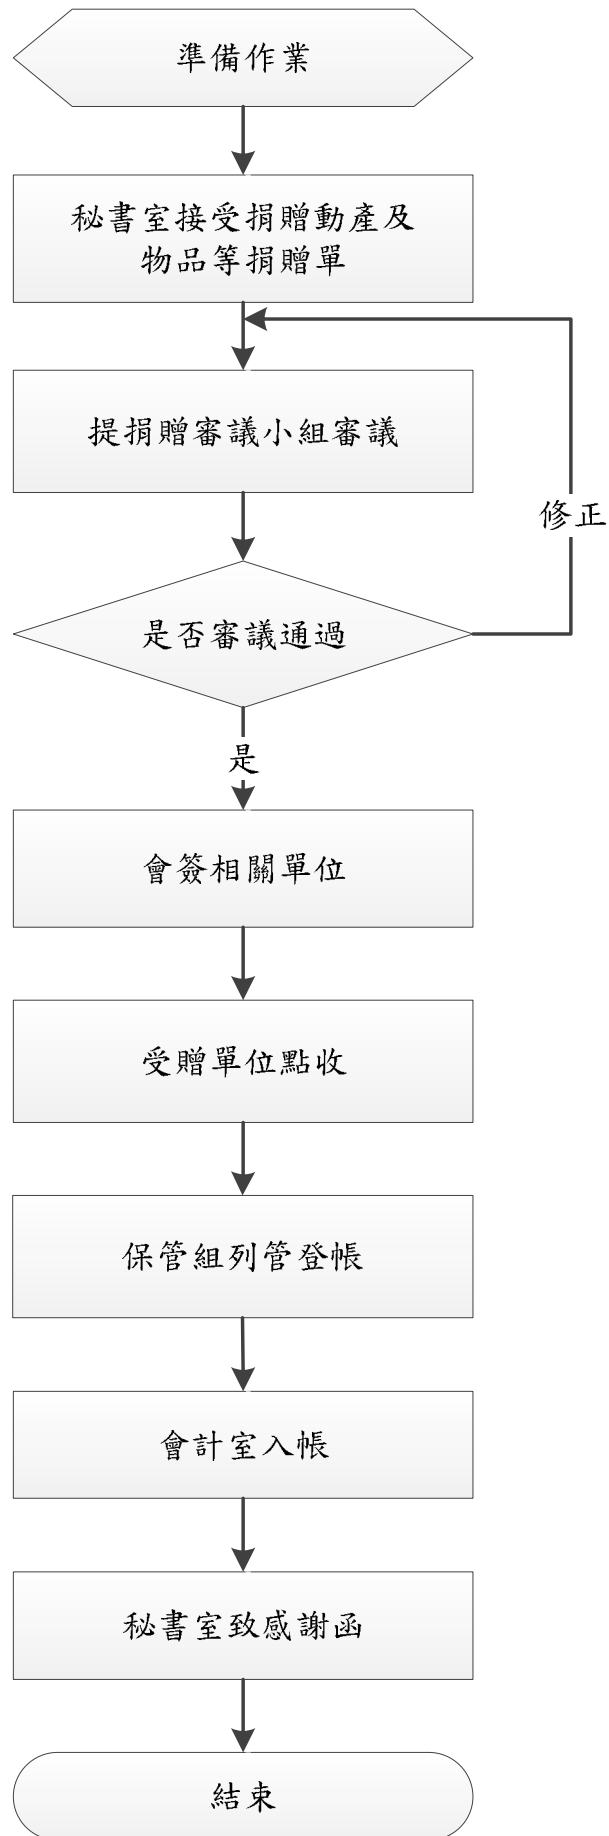 準備作業
秘書室接受捐贈動產及
物品等捐贈單
提捐贈審議小組審議
修正
是否審議通過
是
會簽相關單位
受贈單位點收
保管組列管登帳
會計室入帳
秘書室致感謝函
結束